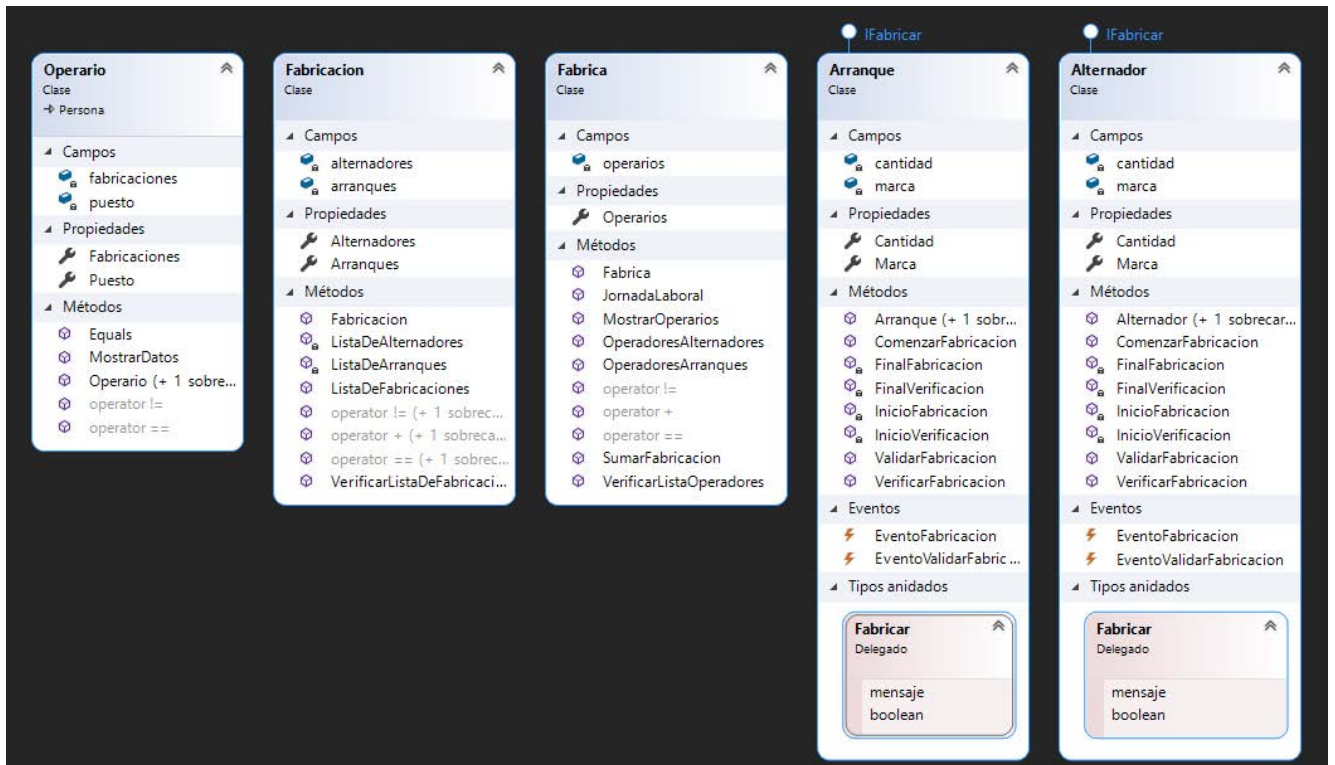 Operario
Clase
Persona
Campos
fabricaciones
puesto
Propiedades
Fabricaciones
Puesto
Métodos
Equals
MostrarDatos
Operario (+ 1 sobre...
operator !=
operator ==
Fabricacion
Clase
Campos
alternadores
arranques
Propiedades
Alternadores
Arranques
Métodos
Fabricacion
ListaDeAlternadores
ListaDeArranques
ListaDeFabricaciones
operator != (+ 1 sobrec...
operator + (+ 1 sobreca...
operator == (+ 1 sobrec...
VerificarListaDeFabricaci...
Fabrica
Clase
Campos
operarios
Propiedades
Operarios
Métodos
Fabrica
JornadaLaboral
MostrarOperarios
OperadoresAlternadores
OperadoresArranques
operator !=
operator +
operator ==
SumarFabricacion
VerificarListaOperadores
IFabricar
Arranque
Clase
Campos
cantidad
marca
Propiedades
Cantidad
Marca
Métodos
Arranque (+ 1 sobr...
ComenzarFabricacion
FinalFabricacion
FinalVerificacion
InicioFabricacion
InicioVerificacion
ValidarFabricacion
VerificarFabricacion
Eventos
EventoFabricacion
EventoValidarFabric...
Tipos anidados
Fabricar
Delegado
mensaje
boolean
IFabricar
Alternador
Clase
Campos
cantidad
marca
Propiedades
Cantidad
Marca
Métodos
Alternador (+ 1 sobrecar...
ComenzarFabricacion
FinalFabricacion
FinalVerificacion
InicioFabricacion
InicioVerificacion
ValidarFabricacion
VerificarFabricacion
Eventos
EventoFabricacion
EventoValidarFabricacion
Tipos anidados
Fabricar
Delegado
mensaje
boolean